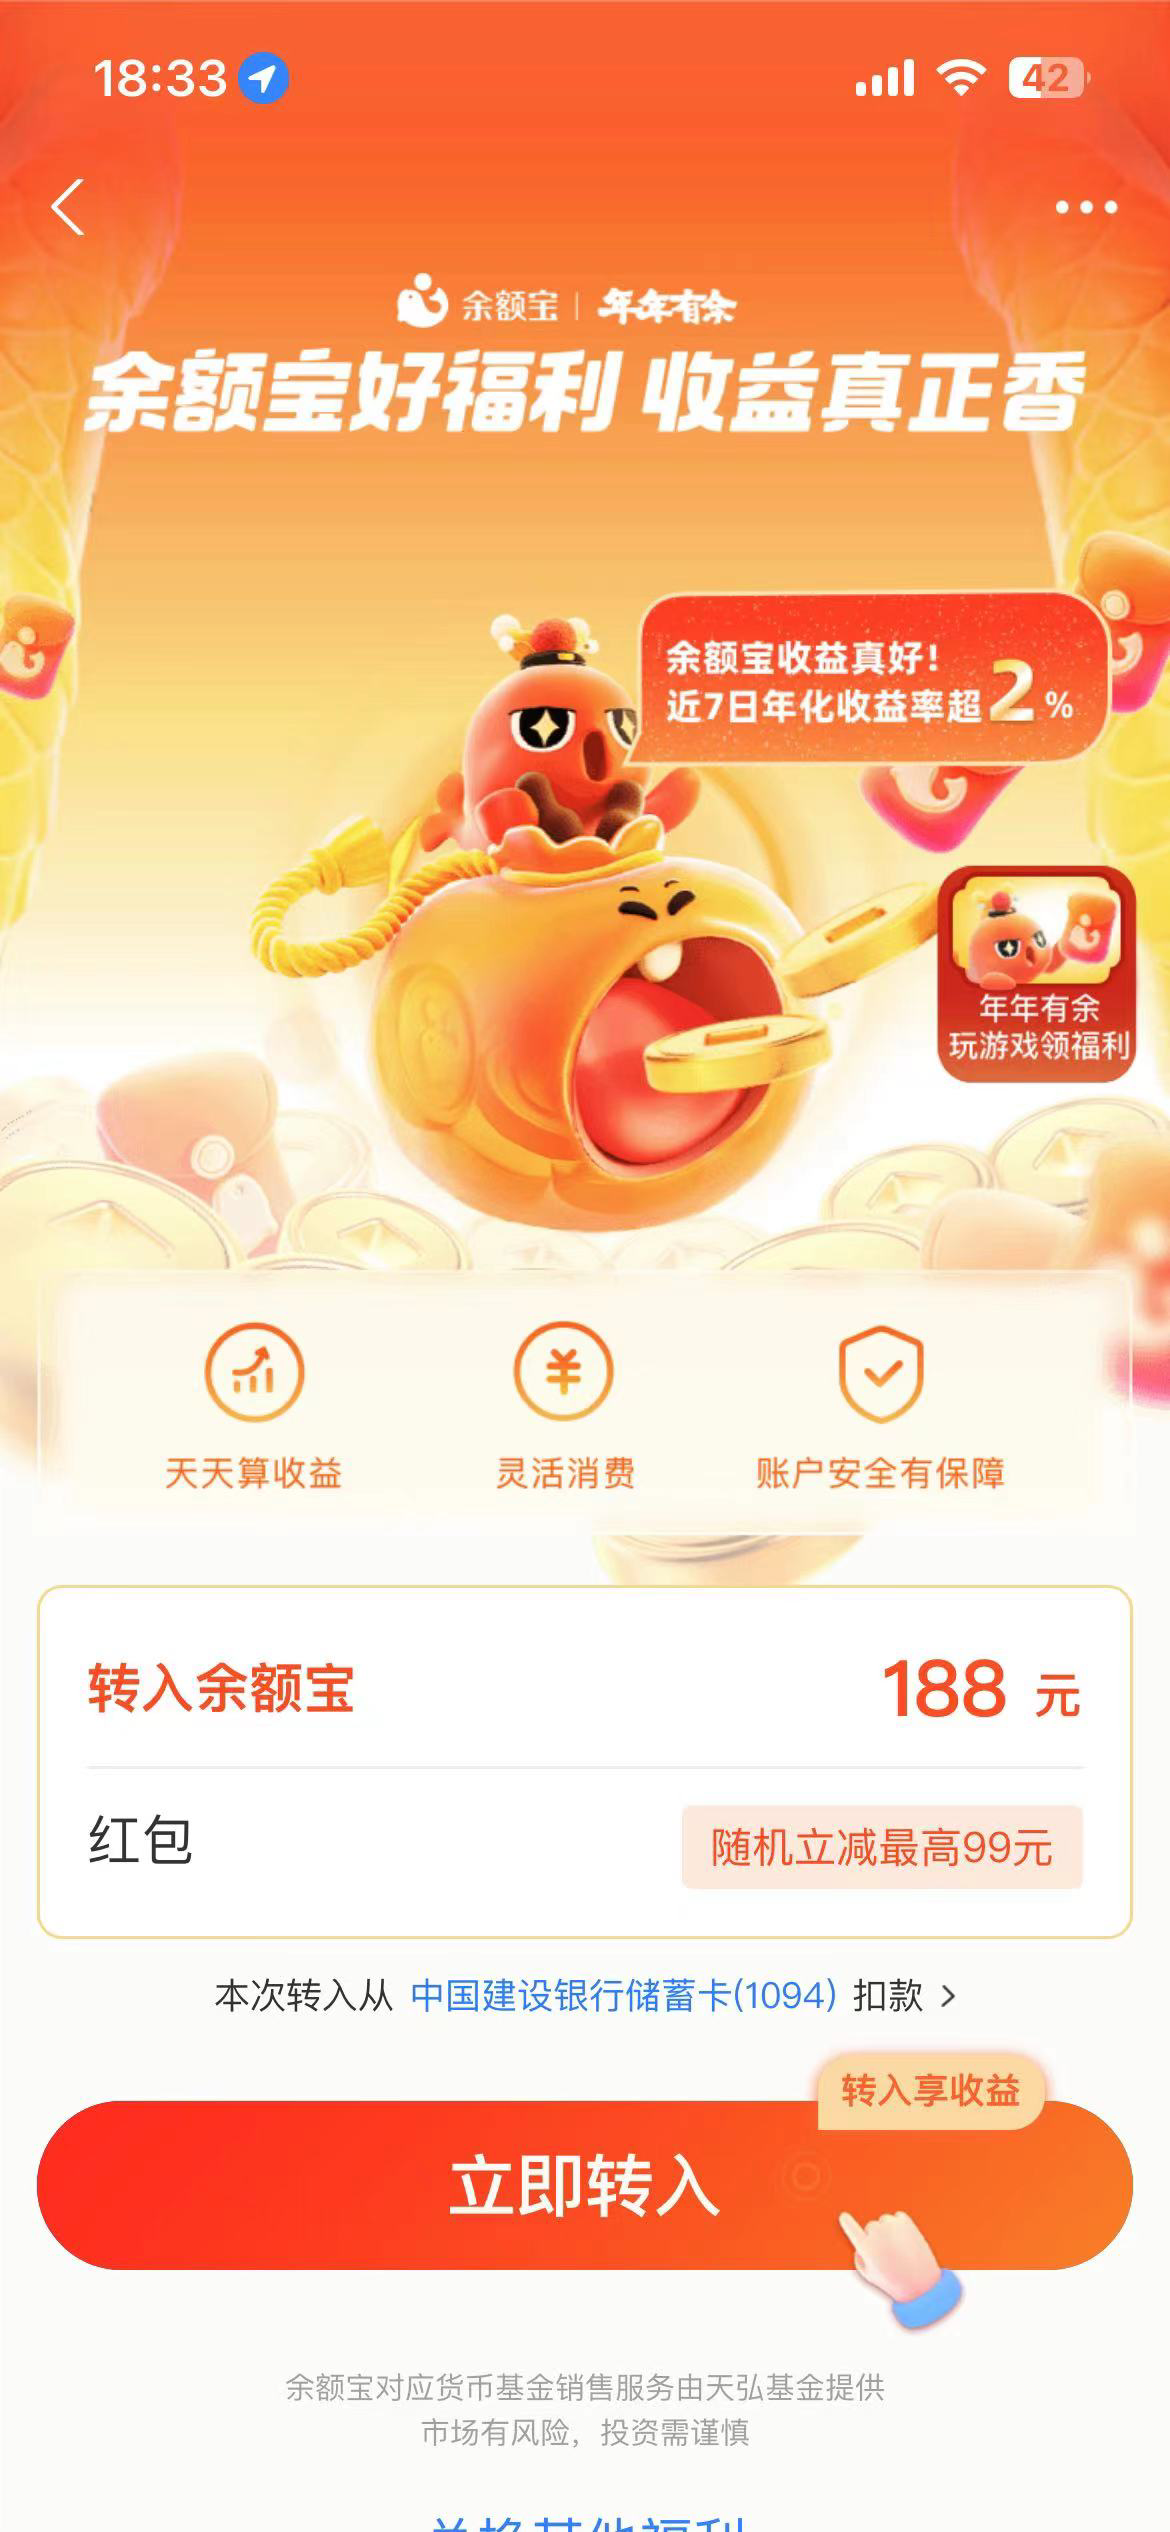 18:33
42
余额宝 | 年年有余
余额宝好福利 收益真正香
余额宝收益真好！
近7日年化收益率超2%
年年有余
玩游戏领福利
天天算收益
灵活消费
账户安全有保障
转入余额宝
188 元
红包
随机立减最高99元
本次转入从 中国建设银行储蓄卡(1094) 扣款 >
转入享收益
立即转入
余额宝对应货币基金销售服务由天弘基金提供
市场有风险，投资需谨慎